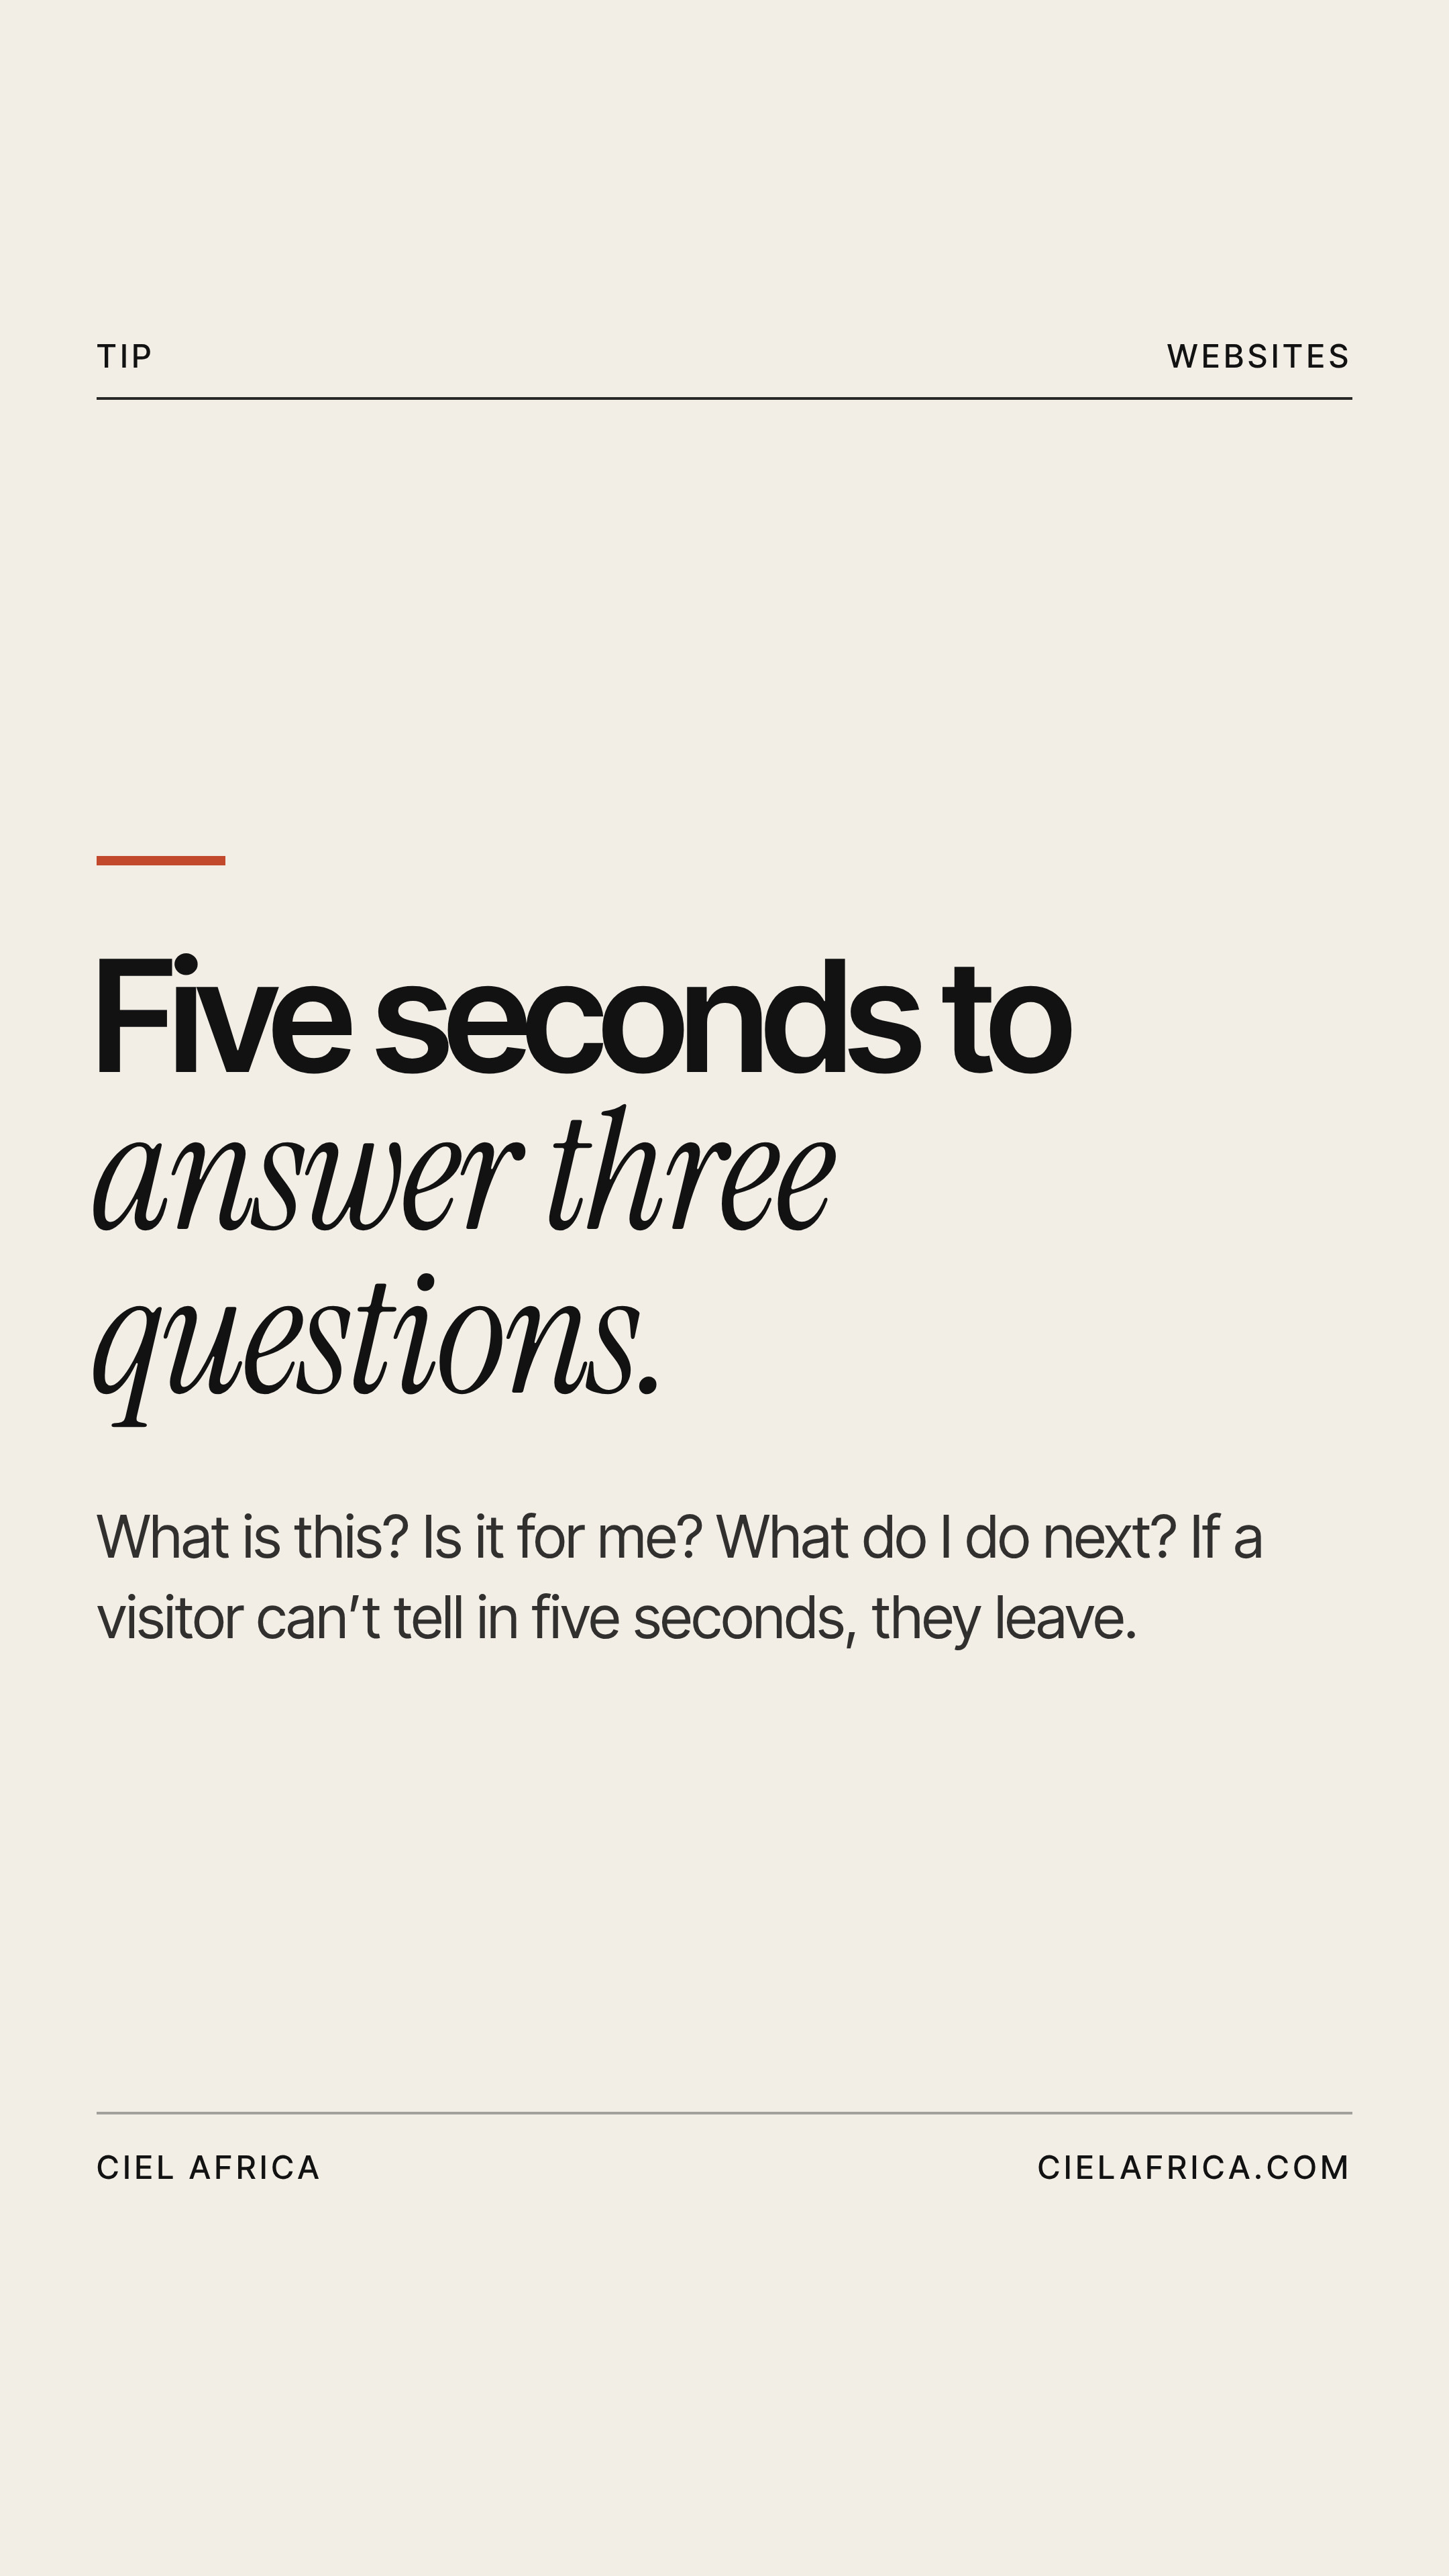 TIP
WEBSITES
Five seconds to
answer three
questions.
What is this? Is it for me? What do I do next? If a
visitor can’t tell in five seconds, they leave.
CIEL AFRICA
CIELAFRICA.COM